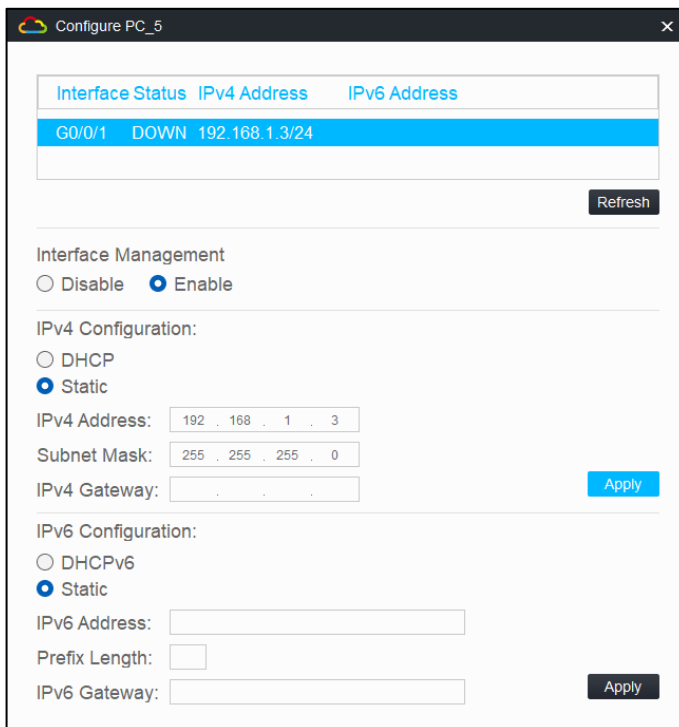 Configure PC_5
Interface Status IPv4 Address IPv6 Address
G0/0/1 DOWN 192.168.1.3/24
Refresh
Interface Management
Disable Enable
IPv4 Configuration:
DHCP
Static
IPv4 Address: 192 . 168 . 1 . 3
Subnet Mask: 255 . 255 . 255 . 0
IPv4 Gateway: . . . Apply
IPv6 Configuration:
DHCPv6
Static
IPv6 Address:
Prefix Length:
IPv6 Gateway: Apply